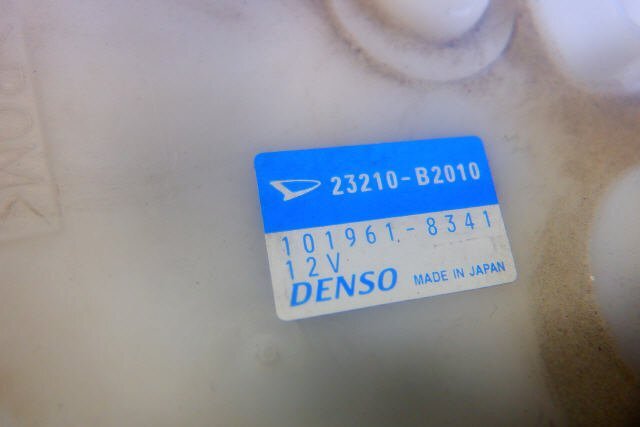 23210-B2010
101961-8341
12V
DENSO MADE IN JAPAN